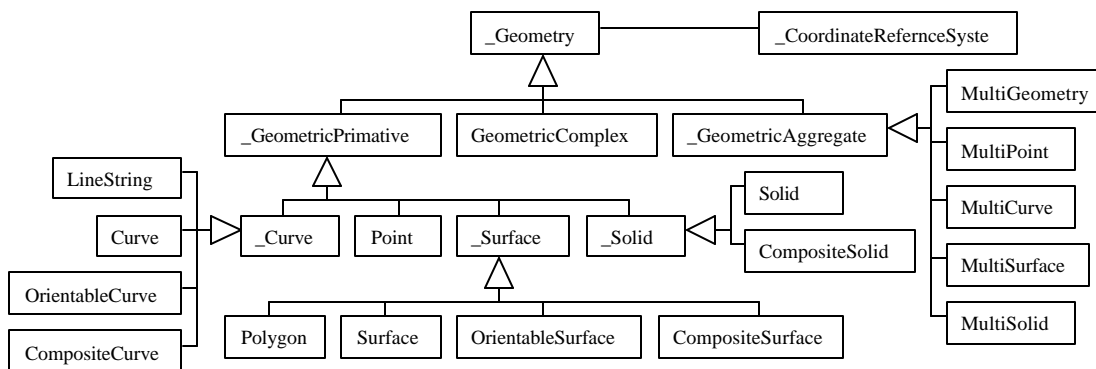 _Geometry
_CoordinateRefernceSyste
_GeometricPrimative
GeometricComplex
_GeometricAggregate
MultiGeometry
MultiPoint
MultiCurve
MultiSurface
MultiSolid
LineString
Curve
OrientableCurve
CompositeCurve
_Curve
Point
_Surface
_Solid
Solid
CompositeSolid
Polygon
Surface
OrientableSurface
CompositeSurface